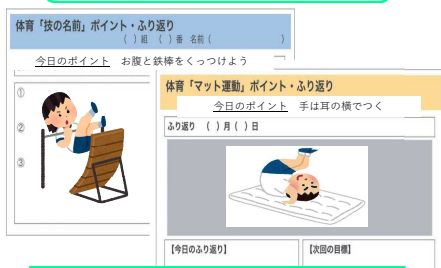 体育「技の名前」ポイント・ふり返り
（ ）組 （ ）番 名前（ ）
今日のポイント お腹と鉄棒をくっつけよう
①
②
③
体育「マット運動」ポイント・ふり返り
今日のポイント 手は耳の横でつく
ふり返り （ ）月（ ）日
【今日のふり返り】
【次回の目標】